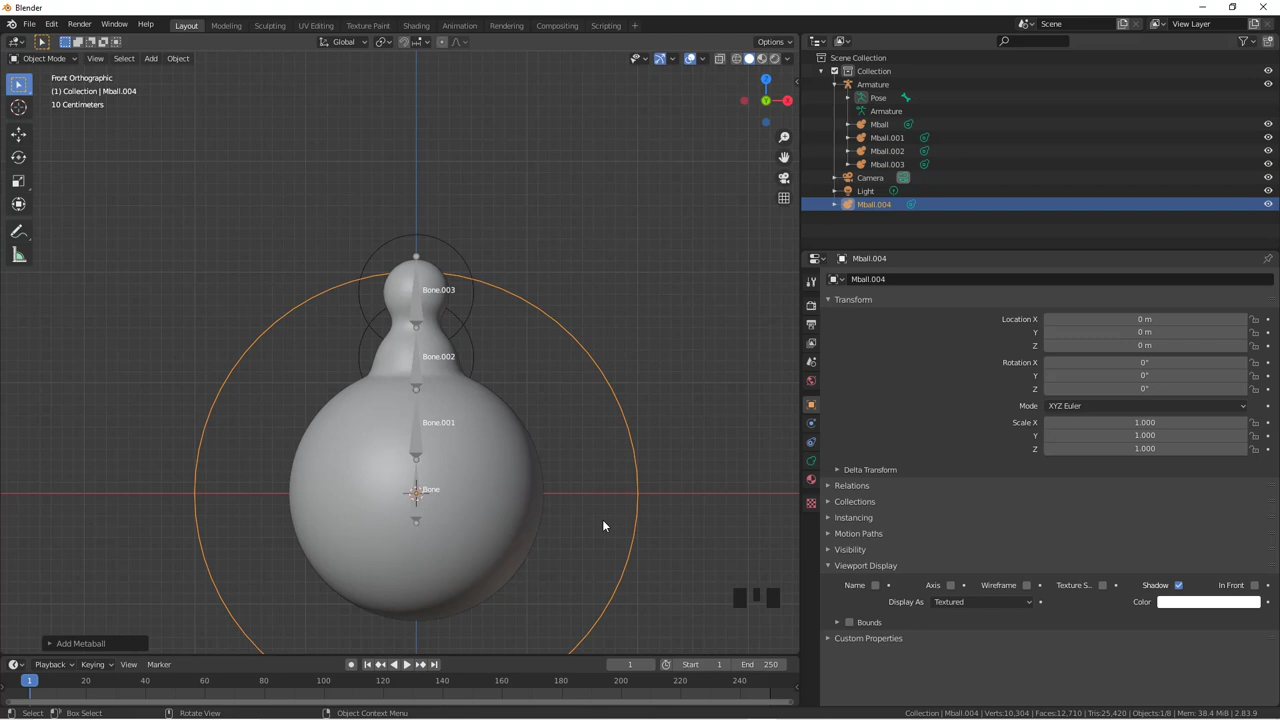 Blender
File Edit Render Window Help Layout Modeling Sculpting UV Editing Texture Paint Shading Animation Rendering Compositing Scripting + Scene View Layer
Global Options
Object Mode View Select Add Object
Front Orthographic
(1) Collection | Mball.004
10 Centimeters
Z
Y
X
Bone.003
Bone.002
Bone.001
Bone
Add Metaball
Scene Collection
Collection
Armature
Pose
Armature
Mball
Mball.001
Mball.002
Mball.003
Camera
Light
Mball.004
Mball.004
Mball.004
Transform
Location X 0 m
Y 0 m
Z 0 m
Rotation X 0°
Y 0°
Z 0°
Mode XYZ Euler
Scale X 1.000
Y 1.000
Z 1.000
Delta Transform
Relations
Collections
Instancing
Motion Paths
Visibility
Viewport Display
Name Axis Wireframe Texture S... Shadow In Front
Display As Textured Color
Bounds
Custom Properties
Playback Keying View Marker 1 Start 1 End 250
1 20 40 60 80 100 120 140 160 180 200 220 240
Select Box Select Rotate View Object Context Menu Collection | Mball.004 | Verts:10,304 | Faces:12,710 | Tris:25,420 | Objects:1/8 | Mem: 38.4 MiB | 2.83.9